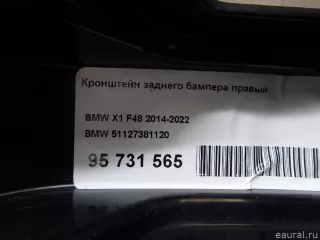 Кронштейн заднего бампера правый
BMW X1 F48 2014-2022
BMW 51127381120
95 731 565
eaural.ru